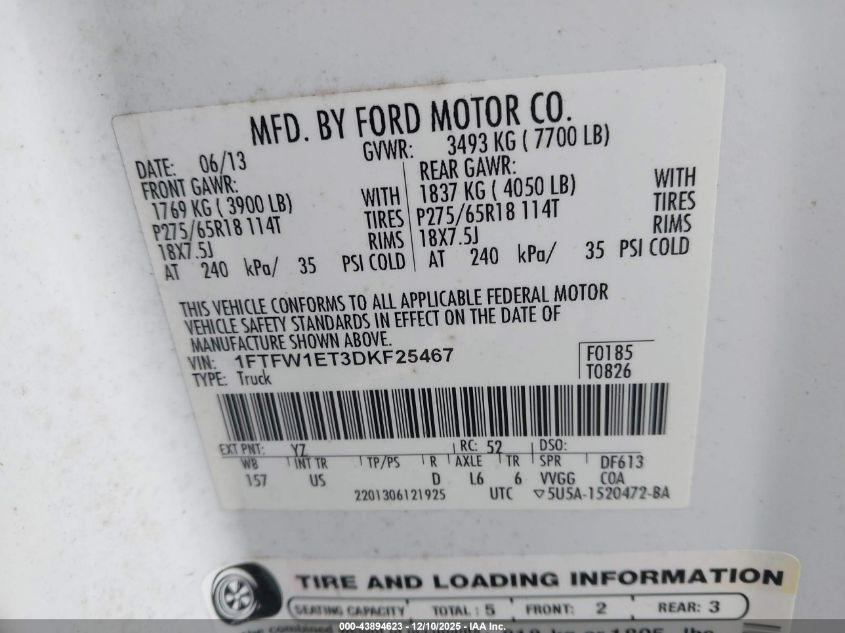 MFD. BY FORD MOTOR CO.
DATE: 06/13 GVWR: 3493 KG ( 7700 LB)
FRONT GAWR: REAR GAWR:
1769 KG ( 3900 LB) WITH 1837 KG ( 4050 LB) WITH
P275/65R18 114T TIRES P275/65R18 114T TIRES
18X7.5J RIMS 18X7.5J RIMS
AT 240 kPa/ 35 PSI COLD AT 240 kPa/ 35 PSI COLD
THIS VEHICLE CONFORMS TO ALL APPLICABLE FEDERAL MOTOR
VEHICLE SAFETY STANDARDS IN EFFECT ON THE DATE OF
MANUFACTURE SHOWN ABOVE.
VIN: 1FTFW1ET3DKF25467 F0185
TYPE: Truck T0826
EXT PNT: YZ RC: 52 DSO:
WB INT TR TP/PS R AXLE TR SPR DF613
157 US D L6 6 VVGG COA
2201306121925 UTC ▽5U5A-1520472-BA
TIRE AND LOADING INFORMATION
SEATING CAPACITY TOTAL : 5 FRONT: 2 REAR: 3
000-43894623 - 12/10/2025 - IAAI.com